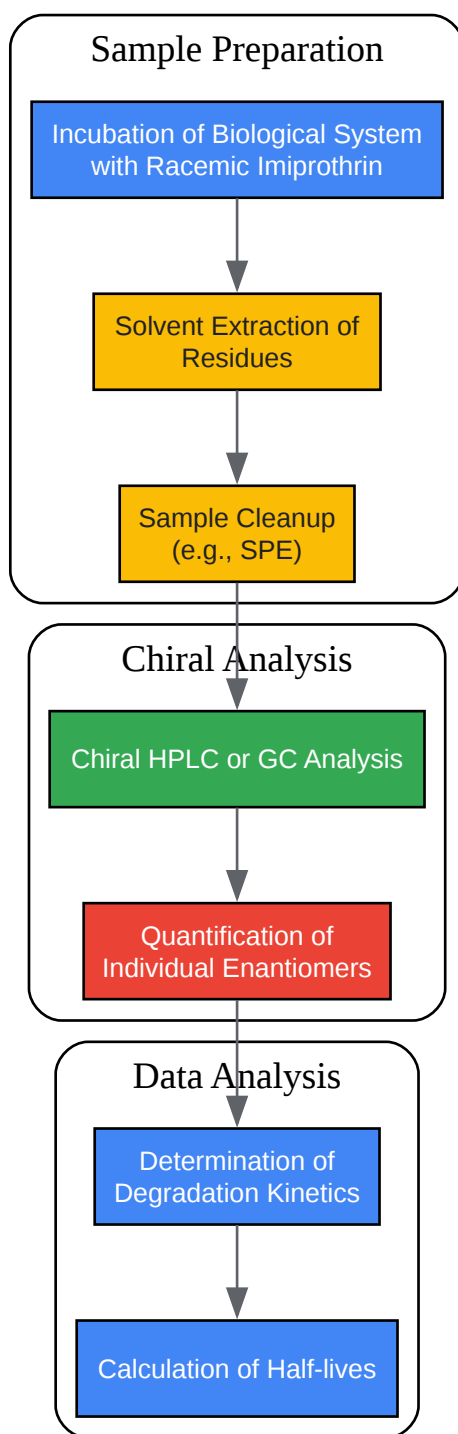 Sample Preparation
Incubation of Biological System
with Racemic Imiprothrin
Solvent Extraction of
Residues
Sample Cleanup
(e.g., SPE)
Chiral Analysis
Chiral HPLC or GC Analysis
Quantification of
Individual Enantiomers
Data Analysis
Determination of
Degradation Kinetics
Calculation of Half-lives